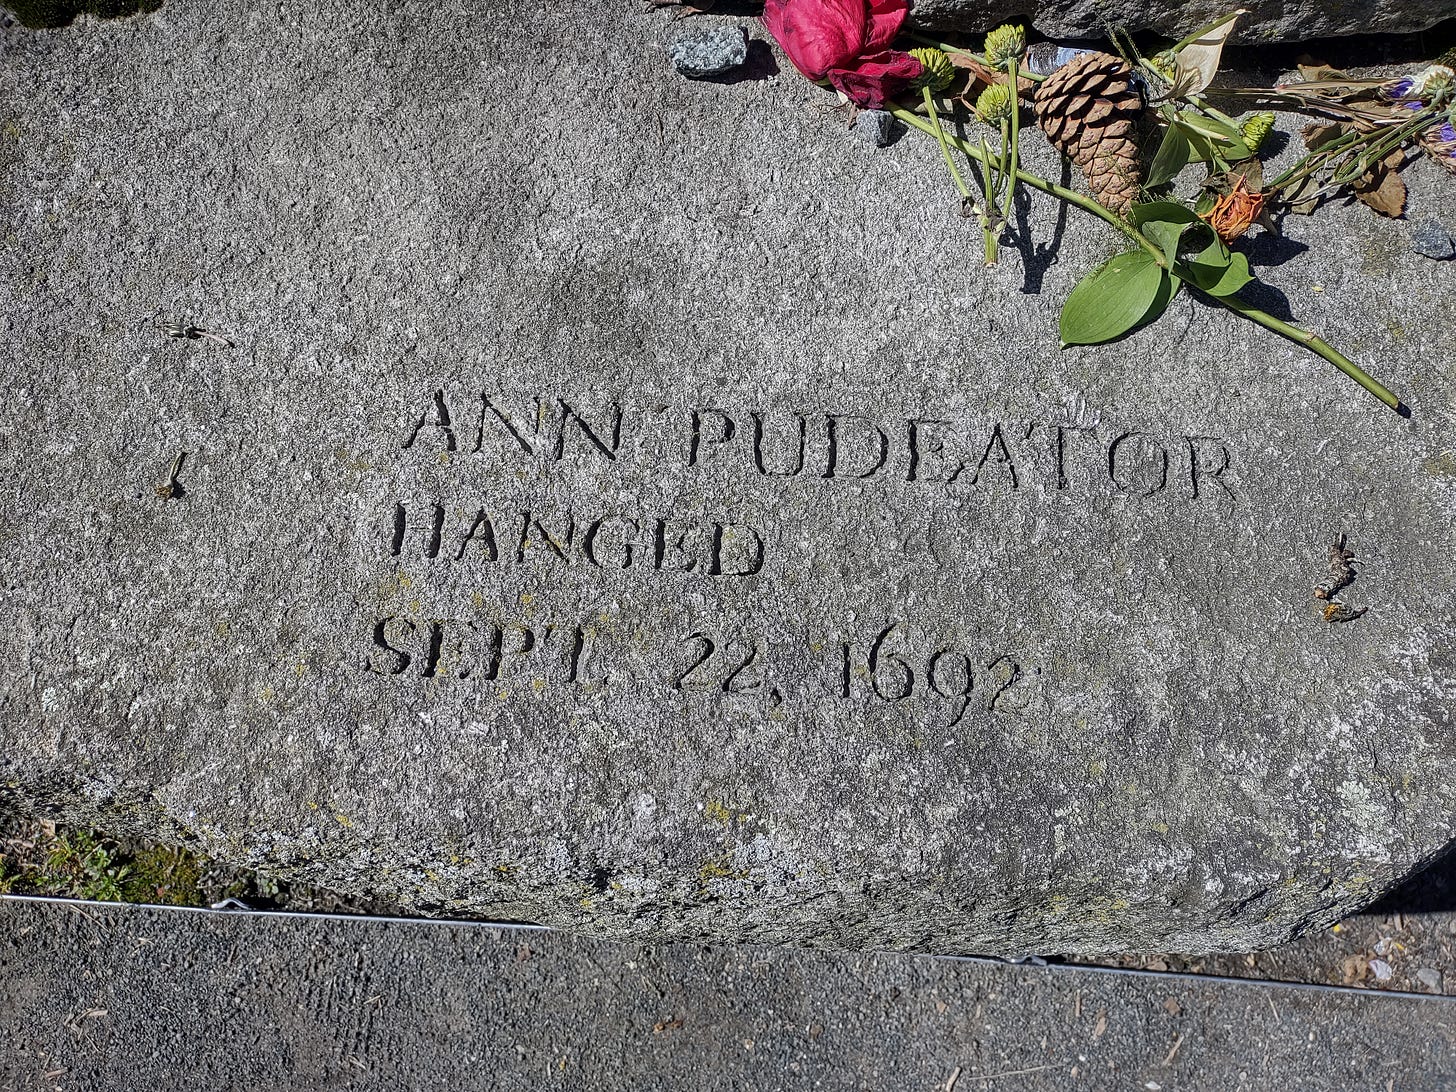 ANN PUDEATOR
HANGED
SEPT. 22, 1692